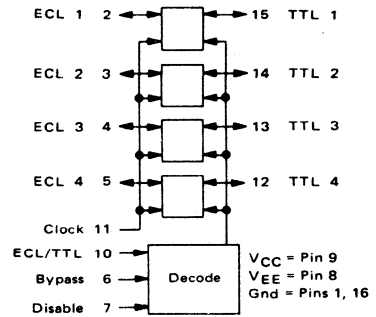 ECL 1 2 15 TTL 1
ECL 2 3 14 TTL 2
ECL 3 4 13 TTL 3
ECL 4 5 12 TTL 4
Clock 11
ECL/TTL 10
Bypass 6
Disable 7
Decode
VCC = Pin 9
VEE = Pin 8
Gnd = Pins 1, 16